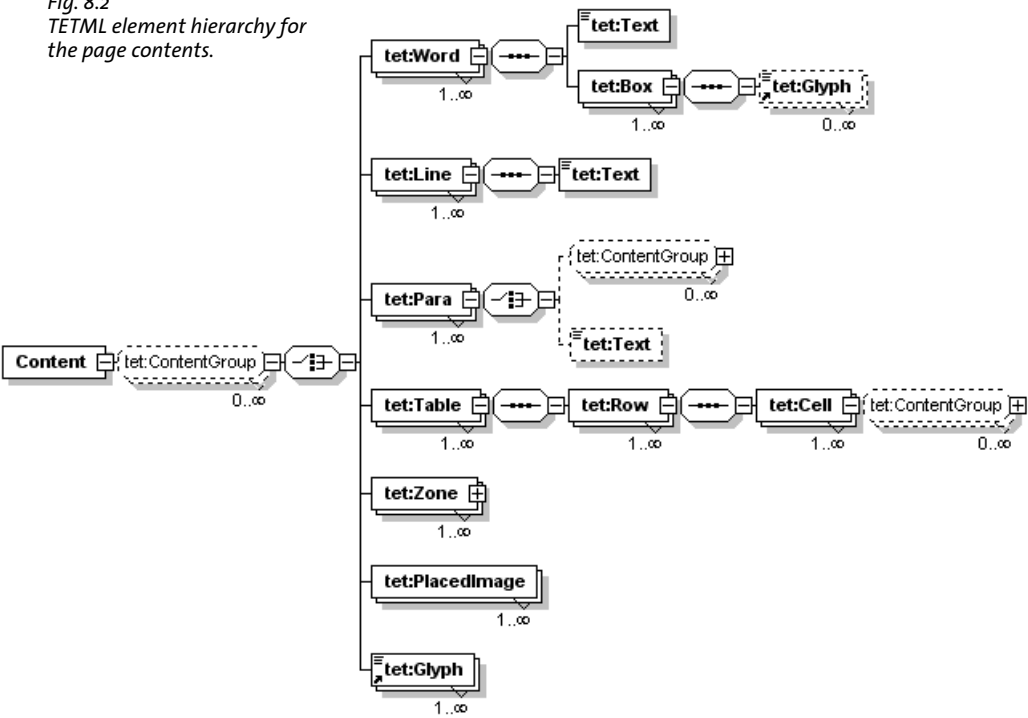 Fig. 8.2
TETML element hierarchy for
the page contents.
tet:Word
1..∞
tet:Text
tet:Box
1..∞
tet:Glyph
0..∞
tet:Line
1..∞
tet:Text
tet:Para
1..∞
tet:ContentGroup
0..∞
tet:Text
Content
tet:ContentGroup
0..∞
tet:Table
1..∞
tet:Row
1..∞
tet:Cell
1..∞
tet:ContentGroup
0..∞
tet:Zone
1..∞
tet:PlacedImage
1..∞
tet:Glyph
1..∞